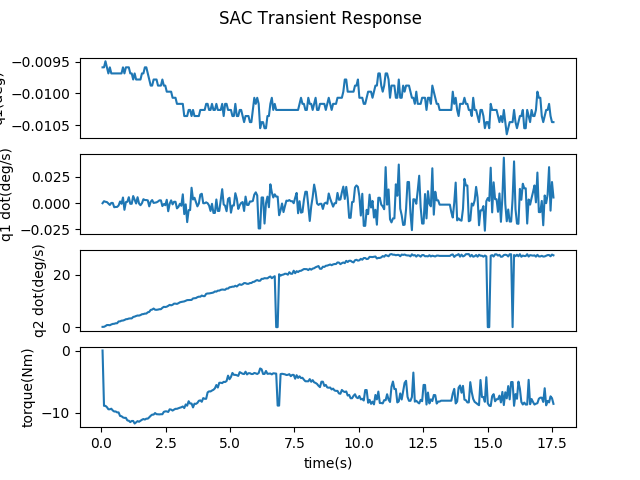 SAC Transient Response
q1(deg)
−0.0095
−0.0100
−0.0105
q1 dot(deg/s)
0.025
0.000
−0.025
q2 dot(deg/s)
20
0
torque(Nm)
0
−10
0.0 2.5 5.0 7.5 10.0 12.5 15.0 17.5
time(s)